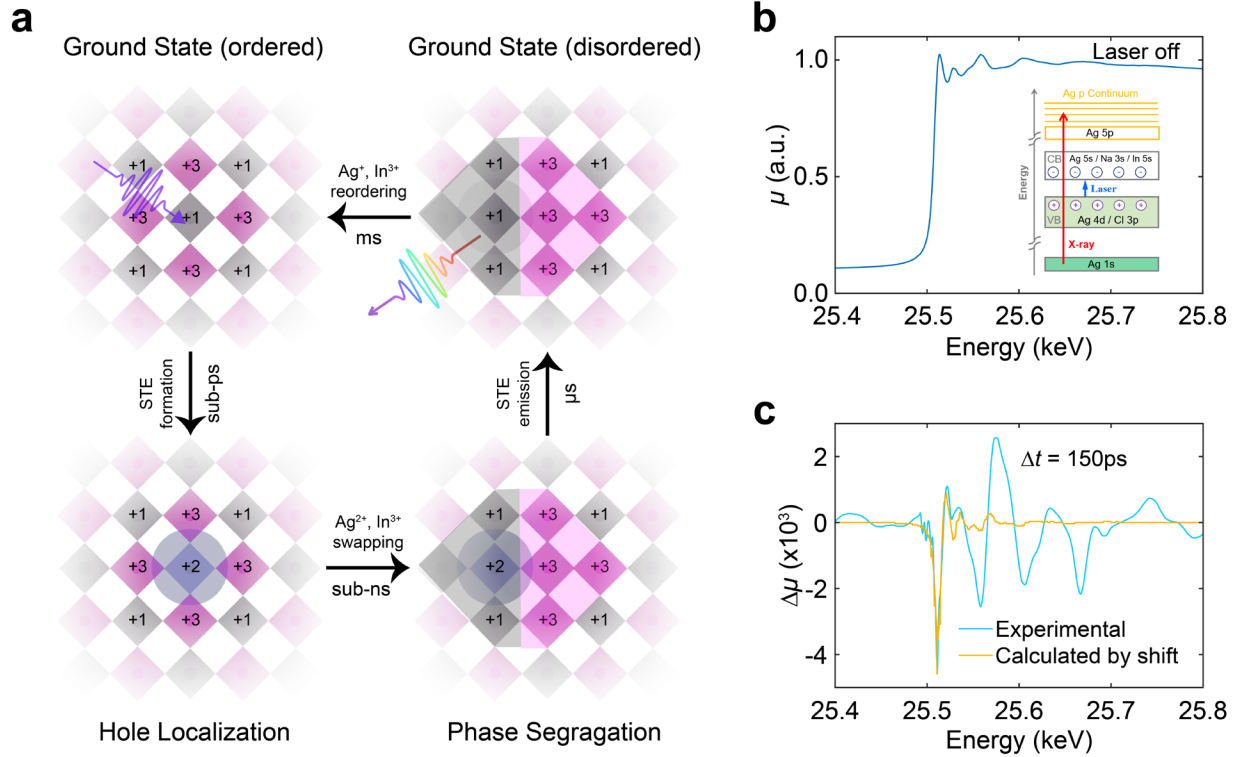 a
Ground State (ordered)
Ground State (disordered)
+1 +3 +1
+3 +1 +3
+1 +3 +1
Ag⁺, In³⁺
reordering
ms
+1 +3 +1
+1 +3 +3
+1 +3 +1
STE
formation
sub-ps
STE
emission
μs
+1 +3 +1
+3 +2 +3
+1 +3 +1
Ag²⁺, In³⁺
swapping
sub-ns
+1 +3 +1
+2 +3 +3
+1 +3 +1
Hole Localization
Phase Segragation
b
Laser off
1.0
0.5
0.0
μ (a.u.)
25.4 25.5 25.6 25.7 25.8
Energy (keV)
Energy
Ag p Continuum
Ag 5p
CB
Ag 5s / Na 3s / In 5s
- - - - -
Laser
+ + + + +
VB
Ag 4d / Cl 3p
X-ray
Ag 1s
c
Δt = 150ps
2
0
-2
-4
Δμ (x10³)
Experimental
Calculated by shift
25.4 25.5 25.6 25.7 25.8
Energy (keV)